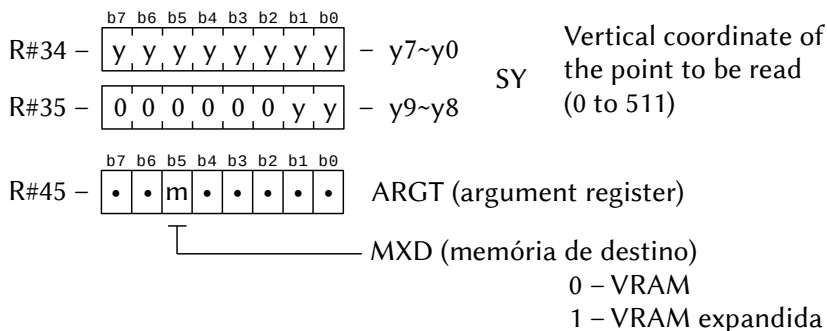 b7 b6 b5 b4 b3 b2 b1 b0
R#34 – y y y y y y y y – y7~y0
SY
Vertical coordinate of
the point to be read
(0 to 511)
R#35 – 0 0 0 0 0 0 y y – y9~y8
b7 b6 b5 b4 b3 b2 b1 b0
R#45 – • • m • • • • • ARGT (argument register)
MXD (memória de destino)
0 – VRAM
1 – VRAM expandida